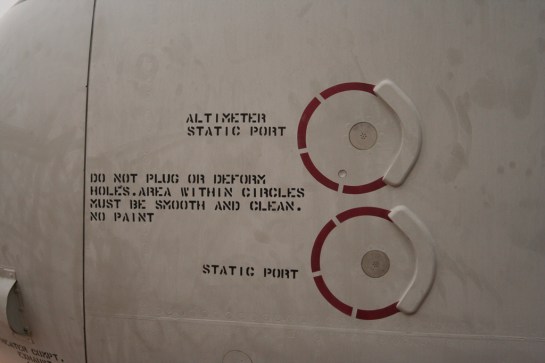 ALTIMETER
STATIC PORT
DO NOT PLUG OR DEFORM
HOLES.AREA WITHIN CIRCLES
MUST BE SMOOTH AND CLEAN.
NO PAINT
STATIC PORT